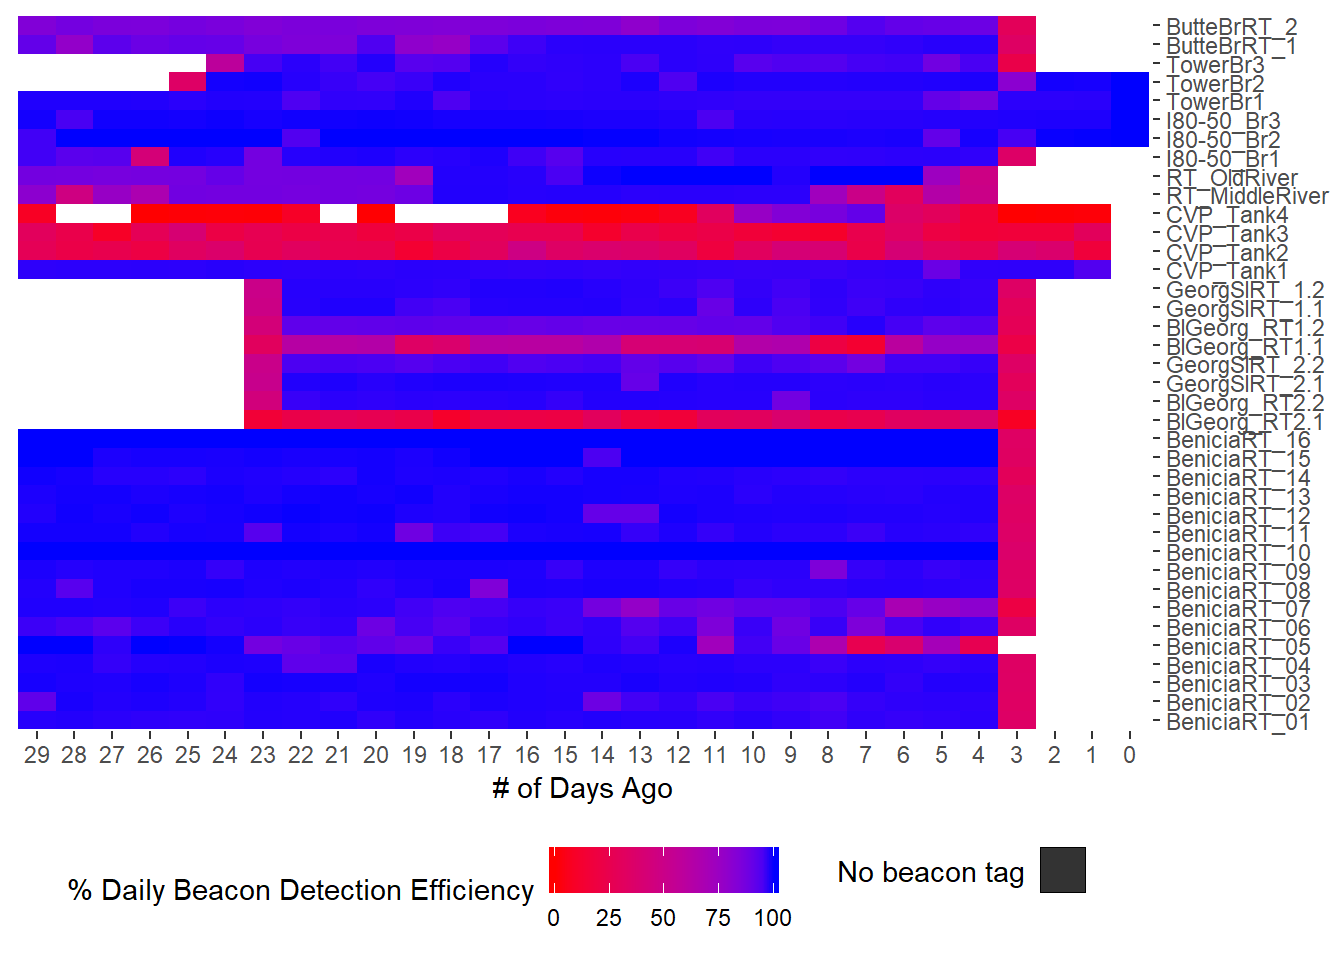 ButteBrRT_2
ButteBrRT_1
TowerBr3
TowerBr2
TowerBr1
I80-50_Br3
I80-50_Br2
I80-50_Br1
RT_OldRiver
RT_MiddleRiver
CVP_Tank4
CVP_Tank3
CVP_Tank2
CVP_Tank1
GeorgSlRT_1.2
GeorgSlRT_1.1
BlGeorg_RT1.2
BlGeorg_RT1.1
GeorgSlRT_2.2
GeorgSlRT_2.1
BlGeorg_RT2.2
BlGeorg_RT2.1
BeniciaRT_16
BeniciaRT_15
BeniciaRT_14
BeniciaRT_13
BeniciaRT_12
BeniciaRT_11
BeniciaRT_10
BeniciaRT_09
BeniciaRT_08
BeniciaRT_07
BeniciaRT_06
BeniciaRT_05
BeniciaRT_04
BeniciaRT_03
BeniciaRT_02
BeniciaRT_01
29 28 27 26 25 24 23 22 21 20 19 18 17 16 15 14 13 12 11 10 9 8 7 6 5 4 3 2 1 0
# of Days Ago
% Daily Beacon Detection Efficiency
0 25 50 75 100
No beacon tag